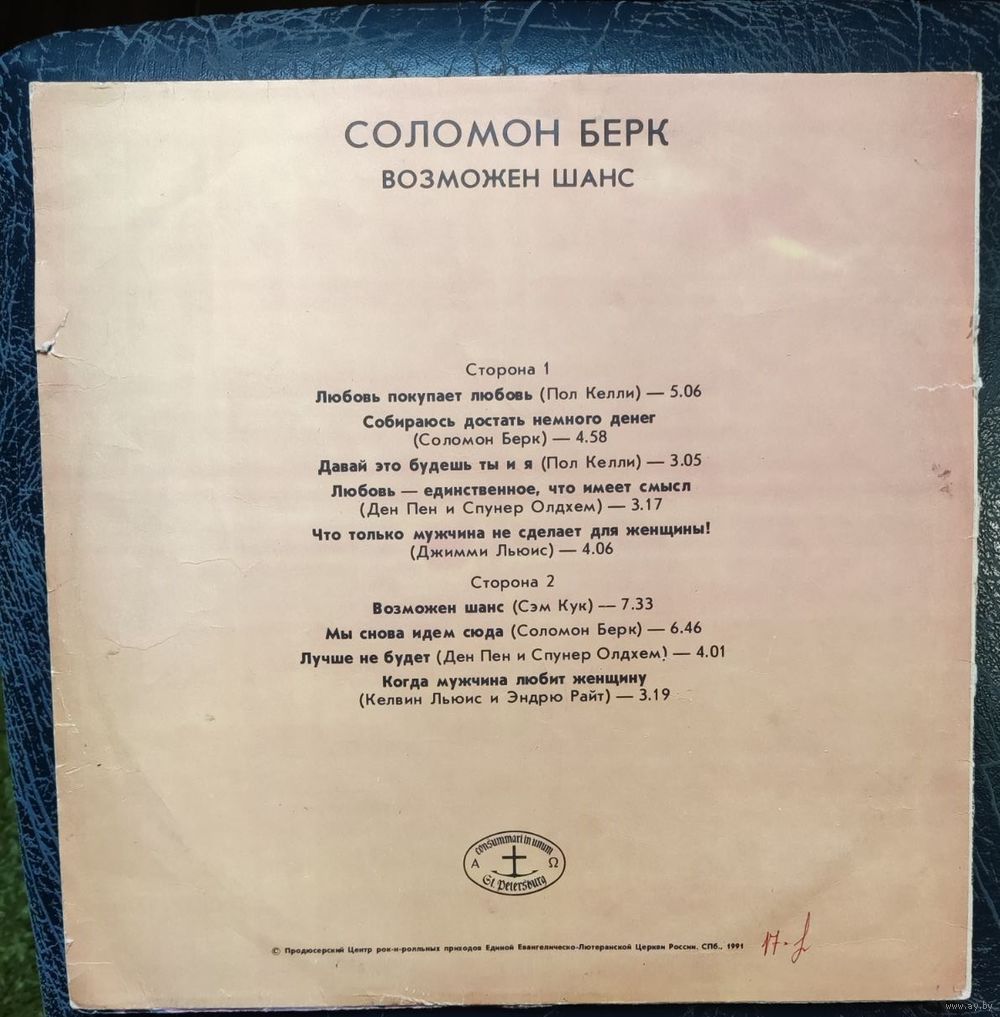 СОЛОМОН БЕРК
ВОЗМОЖЕН ШАНС
Сторона 1
Любовь покупает любовь (Пол Келли) — 5.06
Собираюсь достать немного денег
(Соломон Берк) — 4.58
Давай это будешь ты и я (Пол Келли) — 3.05
Любовь — единственное, что имеет смысл
(Ден Пен и Спунер Олдхем) — 3.17
Что только мужчина не сделает для женщины!
(Джимми Льюис) — 4.06
Сторона 2
Возможен шанс (Сэм Кук) — 7.33
Мы снова идем сюда (Соломон Берк) — 6.46
Лучше не будет (Ден Пен и Спунер Олдхем) — 4.01
Когда мужчина любит женщину
(Келвин Льюис и Эндрю Райт) — 3.19
consummari in unum
Α Ω
St. Petersburg
© Продюсерский Центр рок-н-ролльных приходов Единой Евангелическо-Лютеранской Церкви России. СПб., 1991
www.ay.by